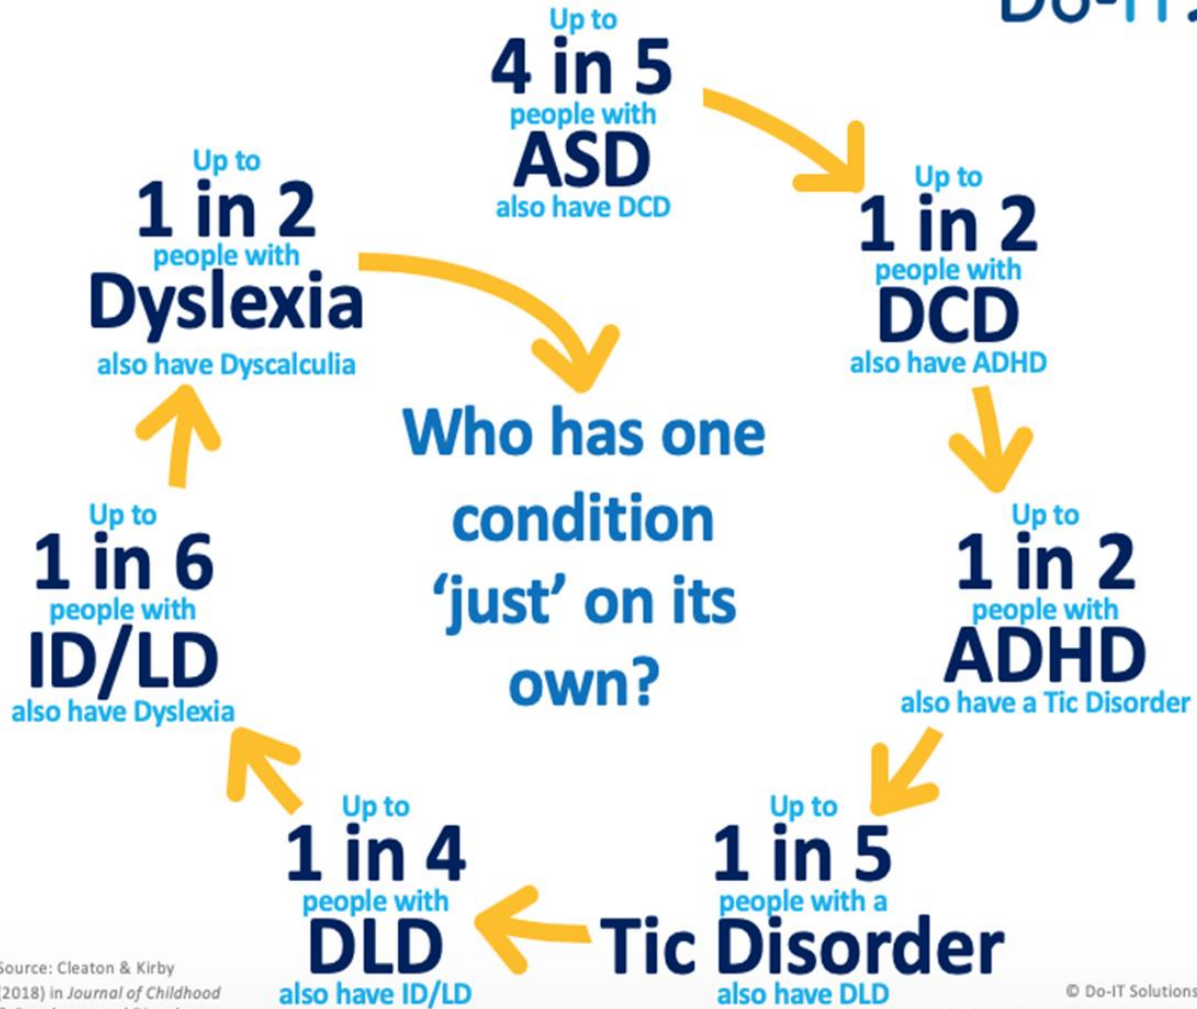 Up to
4 in 5
people with
ASD
also have DCD
Up to
1 in 2
people with
DCD
also have ADHD
Up to
1 in 2
people with
ADHD
also have a Tic Disorder
Up to
1 in 5
people with a
Tic Disorder
also have DLD
Up to
1 in 4
people with
DLD
also have ID/LD
Up to
1 in 6
people with
ID/LD
also have Dyslexia
Up to
1 in 2
people with
Dyslexia
also have Dyscalculia
Who has one
condition
‘just’ on its
own?
Source: Cleaton & Kirby
(2018) in Journal of Childhood
© Do-IT Solutions